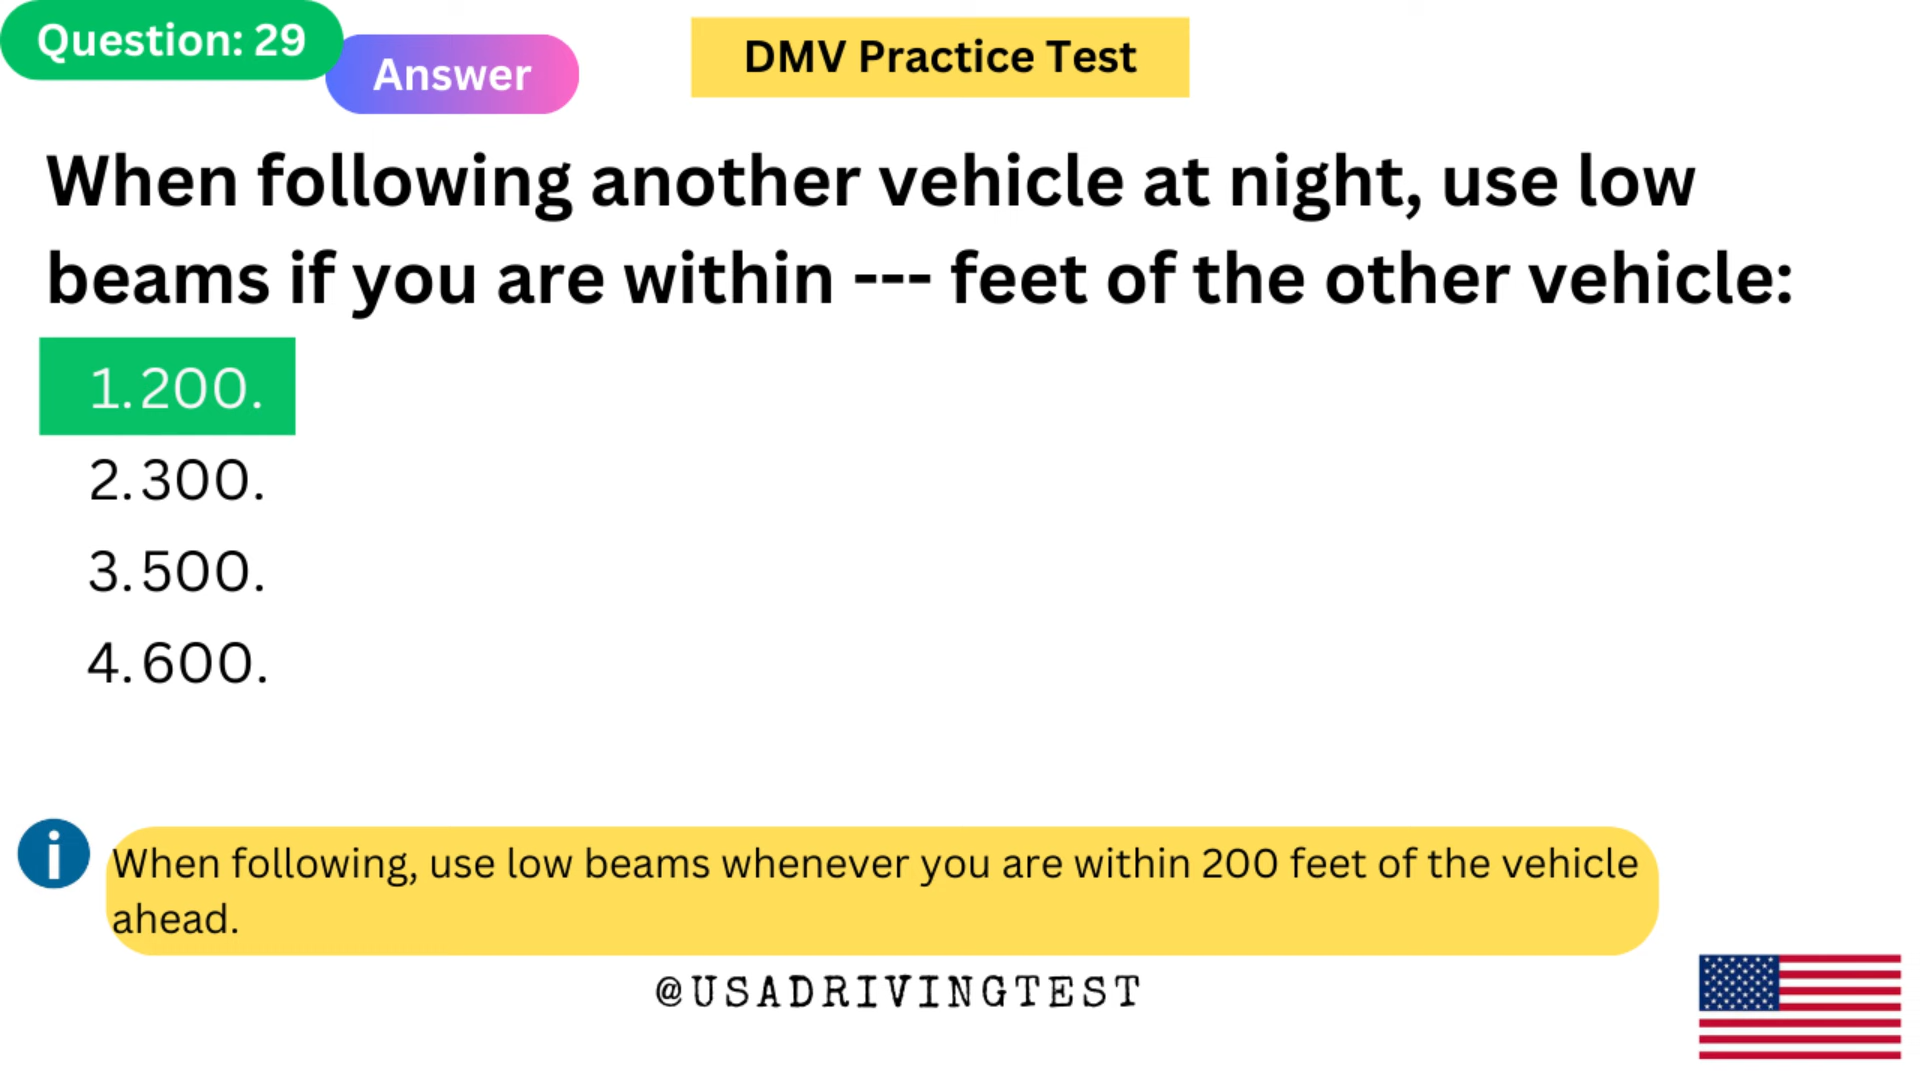 Question: 29
Answer
DMV Practice Test
When following another vehicle at night, use low
beams if you are within --- feet of the other vehicle:
1. 200.
2. 300.
3. 500.
4. 600.
i
When following, use low beams whenever you are within 200 feet of the vehicle
ahead.
@USADRIVINGTEST